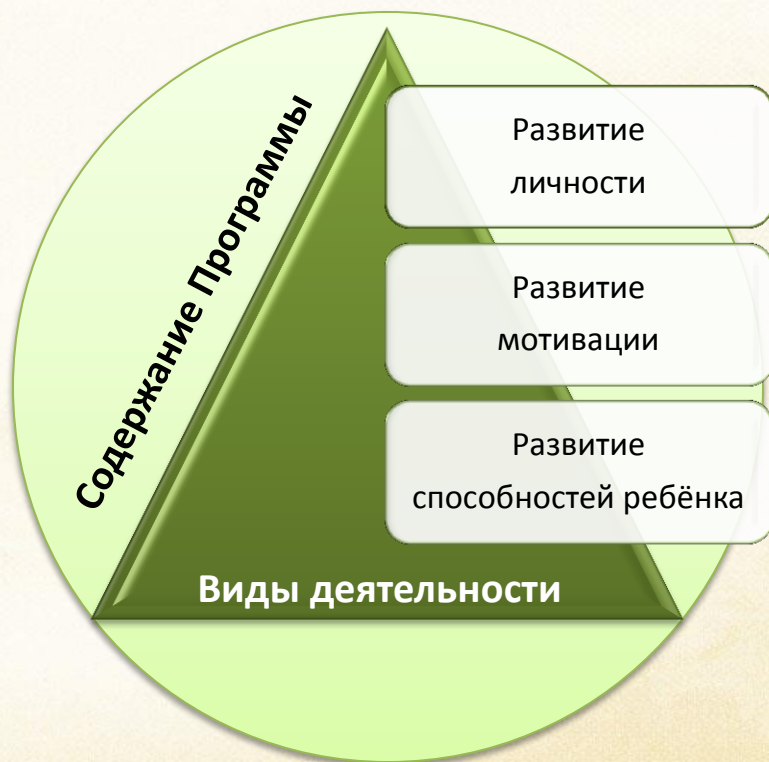 Содержание Программы
Развитие
личности
Развитие
мотивации
Развитие
способностей ребёнка
Виды деятельности